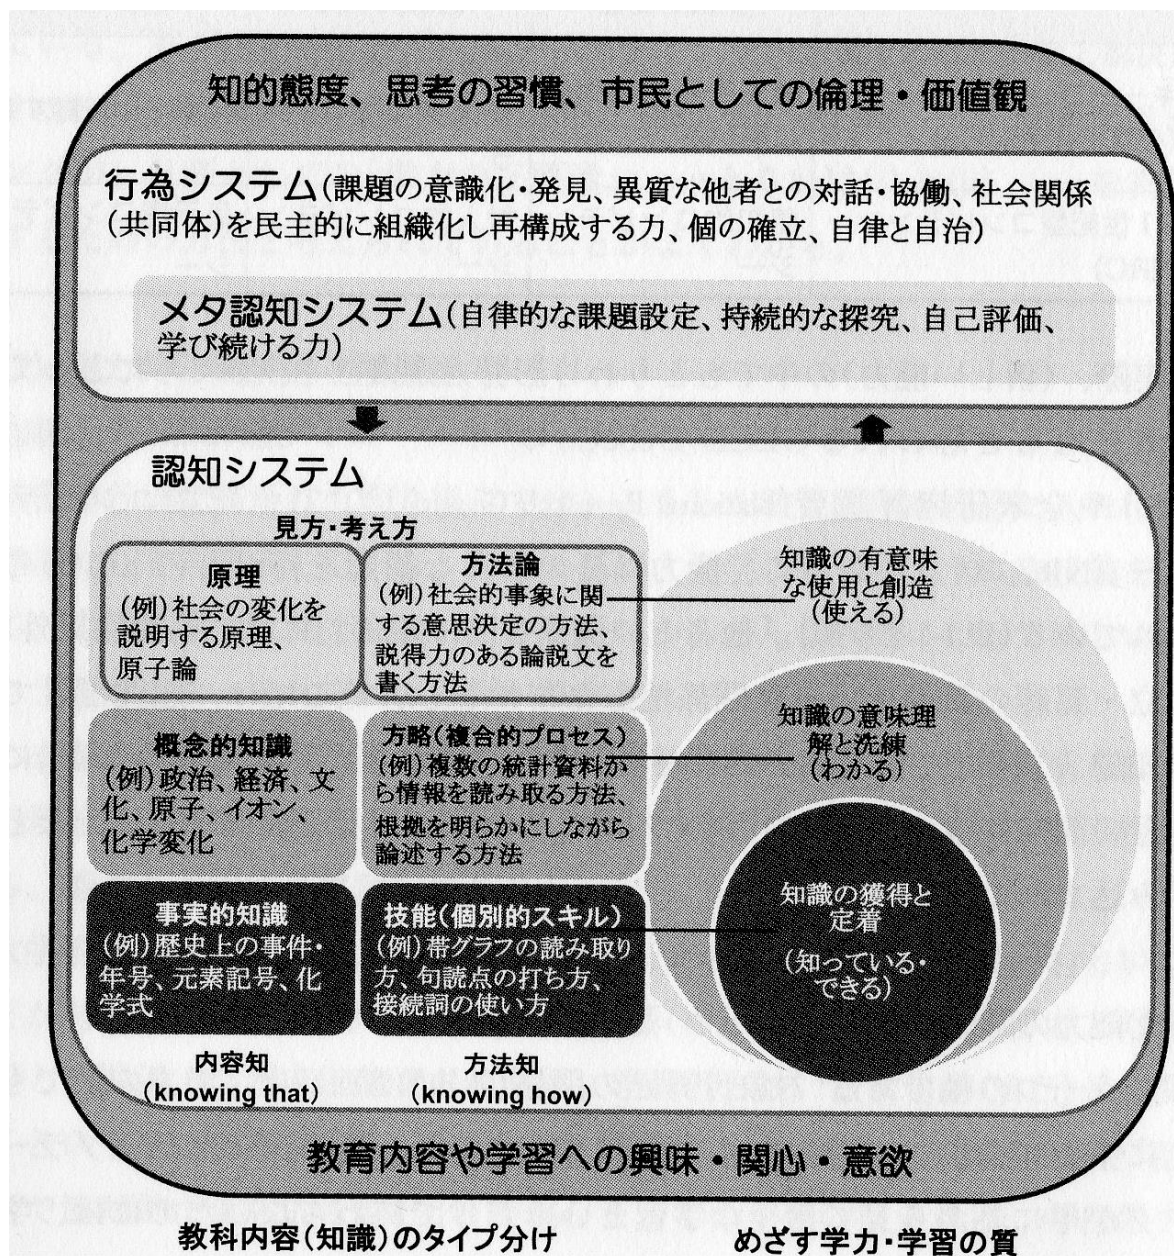 知的態度、思考の習慣、市民としての倫理・価値観
行為システム(課題の意識化・発見、異質な他者との対話・協働、社会関係
(共同体)を民主的に組織化し再構成する力、個の確立、自律と自治)
メタ認知システム(自律的な課題設定、持続的な探究、自己評価、
学び続ける力)
認知システム
見方・考え方
原理
(例)社会の変化を
説明する原理、
原子論
方法論
(例)社会的事象に関
する意思決定の方法、
説得力のある論説文を
書く方法
知識の有意味
な使用と創造
(使える)
概念的知識
(例)政治、経済、文
化、原子、イオン、
化学変化
方略(複合的プロセス)
(例)複数の統計資料か
ら情報を読み取る方法、
根拠を明らかにしながら
論述する方法
知識の意味理
解と洗練
(わかる)
事実的知識
(例)歴史上の事件・
年号、元素記号、化
学式
技能(個別的スキル)
(例)帯グラフの読み取り
方、句読点の打ち方、
接続詞の使い方
知識の獲得と
定着
(知っている・
できる)
内容知
(knowing that)
方法知
(knowing how)
教育内容や学習への興味・関心・意欲
教科内容(知識)のタイプ分け
めざす学力・学習の質